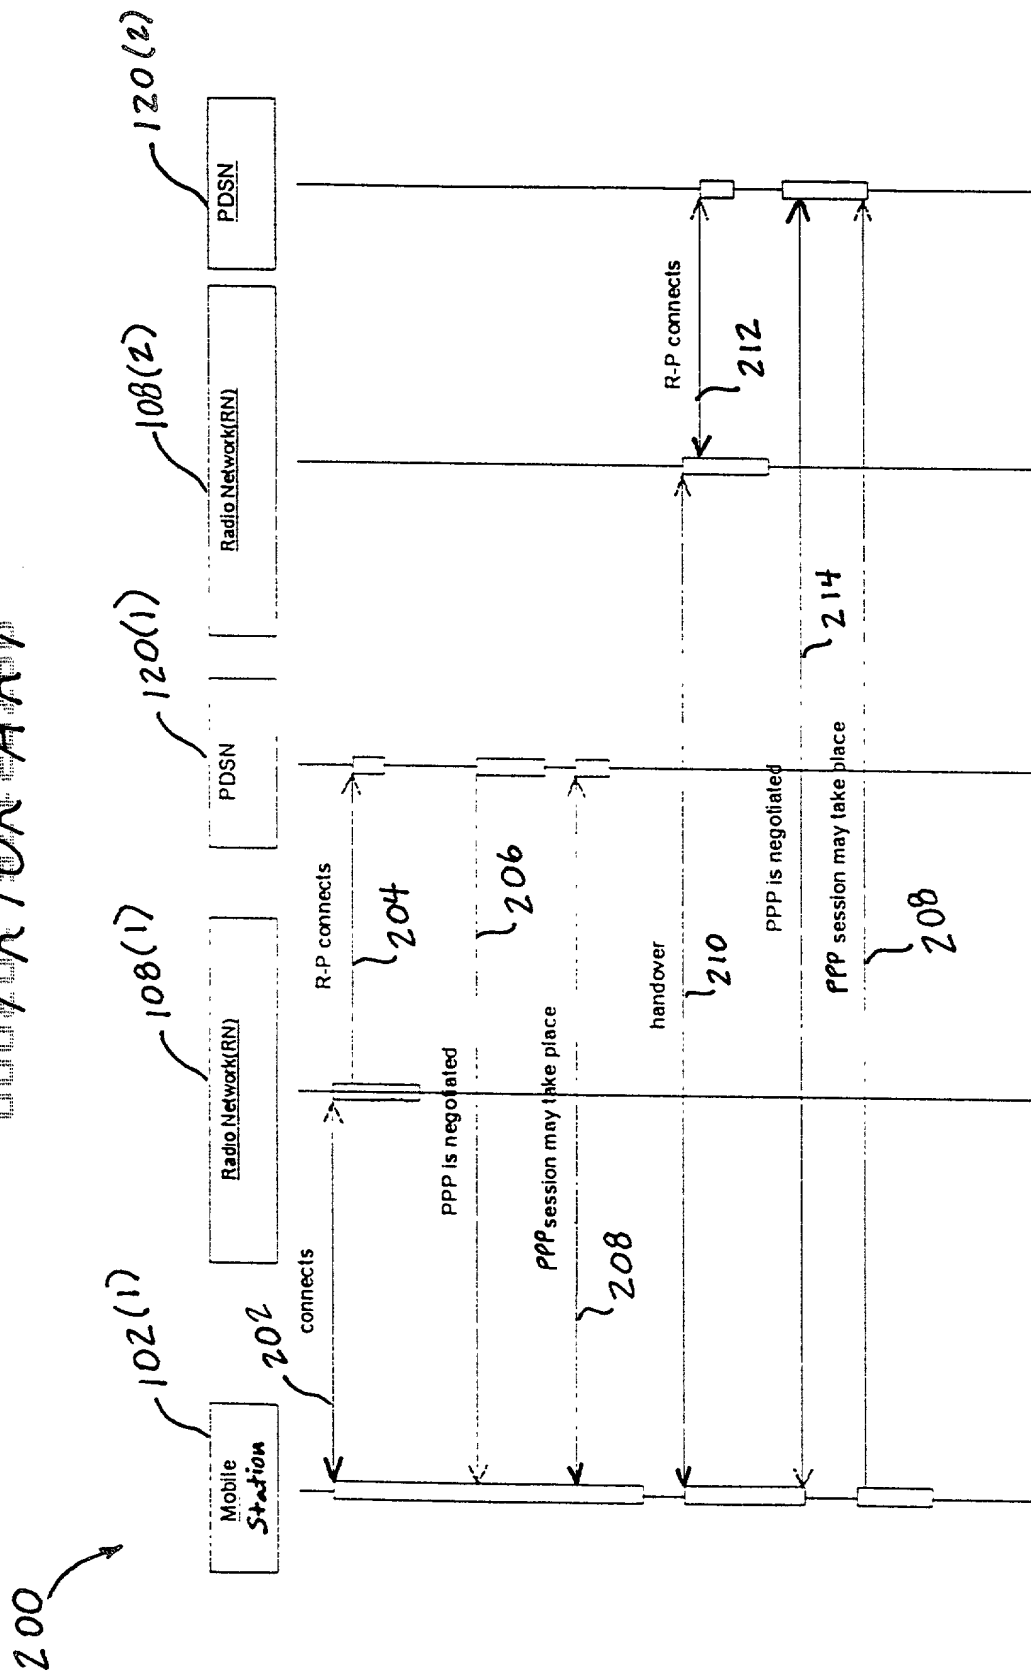 200
102(1)
108(1)
120(1)
108(2)
120(2)
Mobile
Station
Radio Network(RN)
PDSN
Radio Network(RN)
PDSN
202
connects
R-P connects
204
PPP is negotiated
206
PPP session may take place
208
handover
210
R-P connects
212
PPP is negotiated
214
PPP session may take place
208